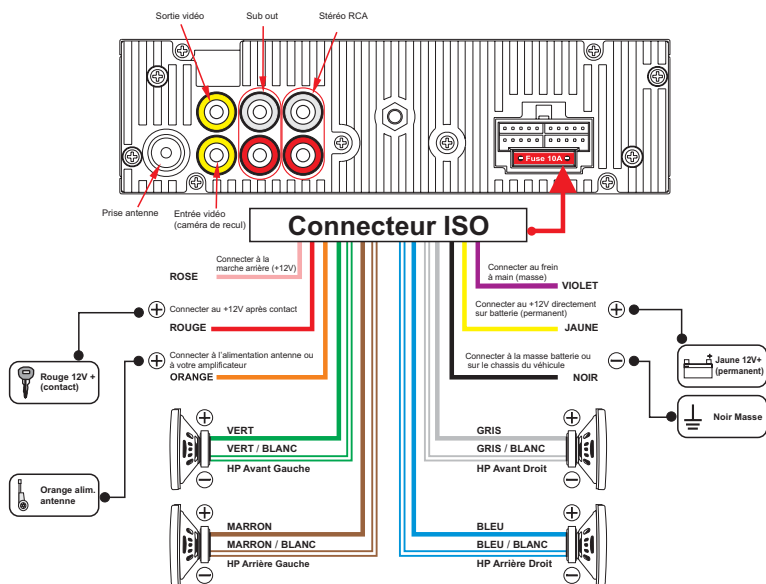 Sortie vidéo
Sub out
Stéréo RCA
Fuse 10A
Prise antenne
Entrée vidéo
(caméra de recul)
Connecteur ISO
Connecter à la
marche arrière (+12V)
ROSE
Connecter au frein
à main (masse)
VIOLET
Connecter au +12V après contact
ROUGE
Connecter au +12V directement
sur batterie (permanent)
JAUNE
Connecter à l'alimentation antenne ou
à votre amplificateur
ORANGE
Connecter à la masse batterie ou
sur le chassis du véhicule
NOIR
Rouge 12V +
(contact)
Jaune 12V+
(permanent)
Noir Masse
Orange alim.
antenne
VERT
VERT / BLANC
HP Avant Gauche
GRIS
GRIS / BLANC
HP Avant Droit
MARRON
MARRON / BLANC
HP Arrière Gauche
BLEU
BLEU / BLANC
HP Arrière Droit